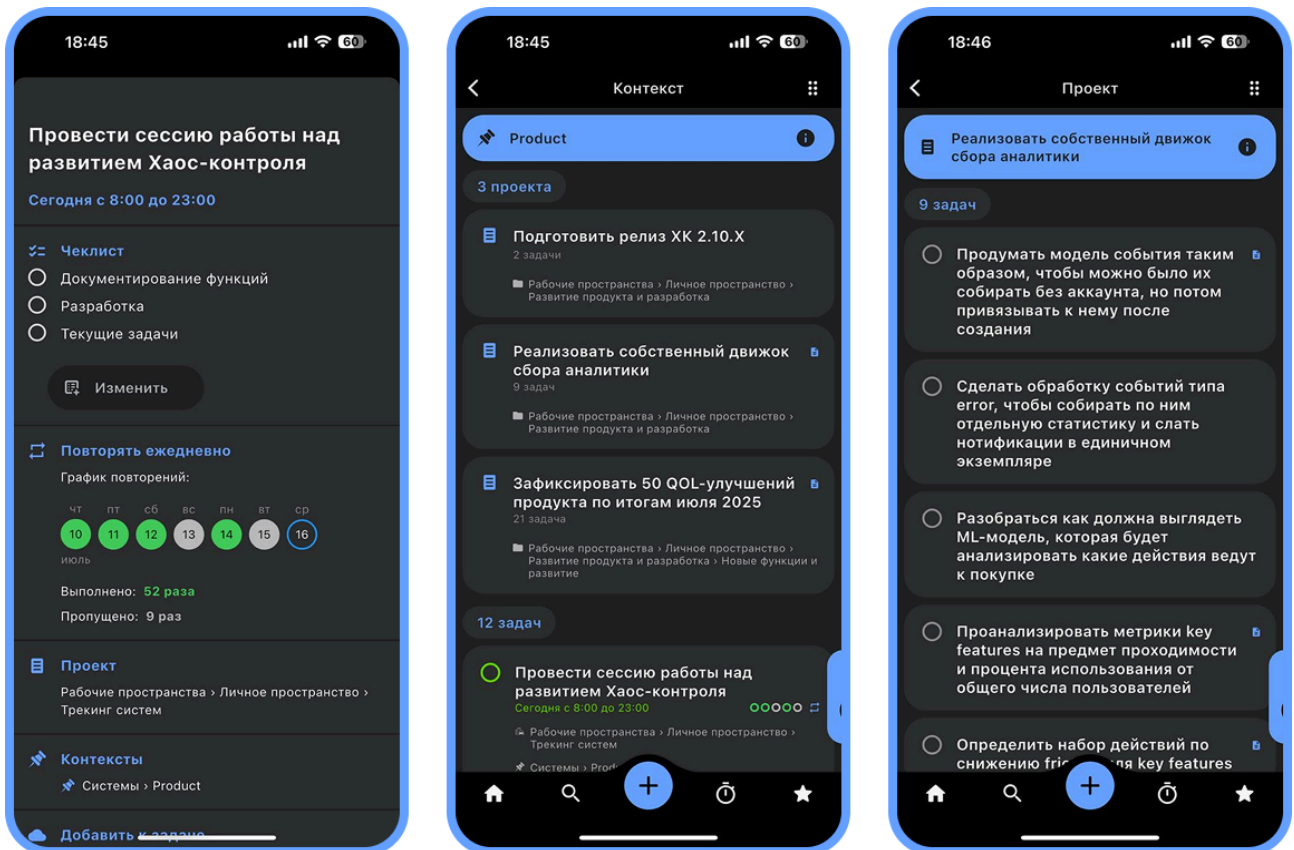 18:45
60
Провести сессию работы над
развитием Хаос-контроля
Сегодня с 8:00 до 23:00
Чеклист
Документирование функций
Разработка
Текущие задачи
Изменить
Повторять ежедневно
График повторений:
чт пт сб вс пн вт ср
10 11 12 13 14 15 16
июль
Выполнено: 52 раза
Пропущено: 9 раз
Проект
Рабочие пространства › Личное пространство ›
Трекинг систем
Контексты
Системы › Product
Добавить к задаче
18:45
60
Контекст
Product
3 проекта
Подготовить релиз ХК 2.10.X
2 задачи
Рабочие пространства › Личное пространство ›
Развитие продукта и разработка
Реализовать собственный движок
сбора аналитики
9 задач
Рабочие пространства › Личное пространство ›
Развитие продукта и разработка
Зафиксировать 50 QOL-улучшений
продукта по итогам июля 2025
21 задача
Рабочие пространства › Личное пространство ›
Развитие продукта и разработка › Новые функции и
развитие
12 задач
Провести сессию работы над
развитием Хаос-контроля
Сегодня с 8:00 до 23:00
Рабочие пространства › Личное пространство ›
Трекинг систем
Системы ›
18:46
60
Проект
Реализовать собственный движок
сбора аналитики
9 задач
Продумать модель события таким
образом, чтобы можно было их
собирать без аккаунта, но потом
привязывать к нему после
создания
Сделать обработку событий типа
error, чтобы собирать по ним
отдельную статистику и слать
нотификации в единичном
экземпляре
Разобраться как должна выглядеть
ML-модель, которая будет
анализировать какие действия ведут
к покупке
Проанализировать метрики key
features на предмет проходимости
и процента использования от
общего числа пользователей
Определить набор действий по
снижению key features